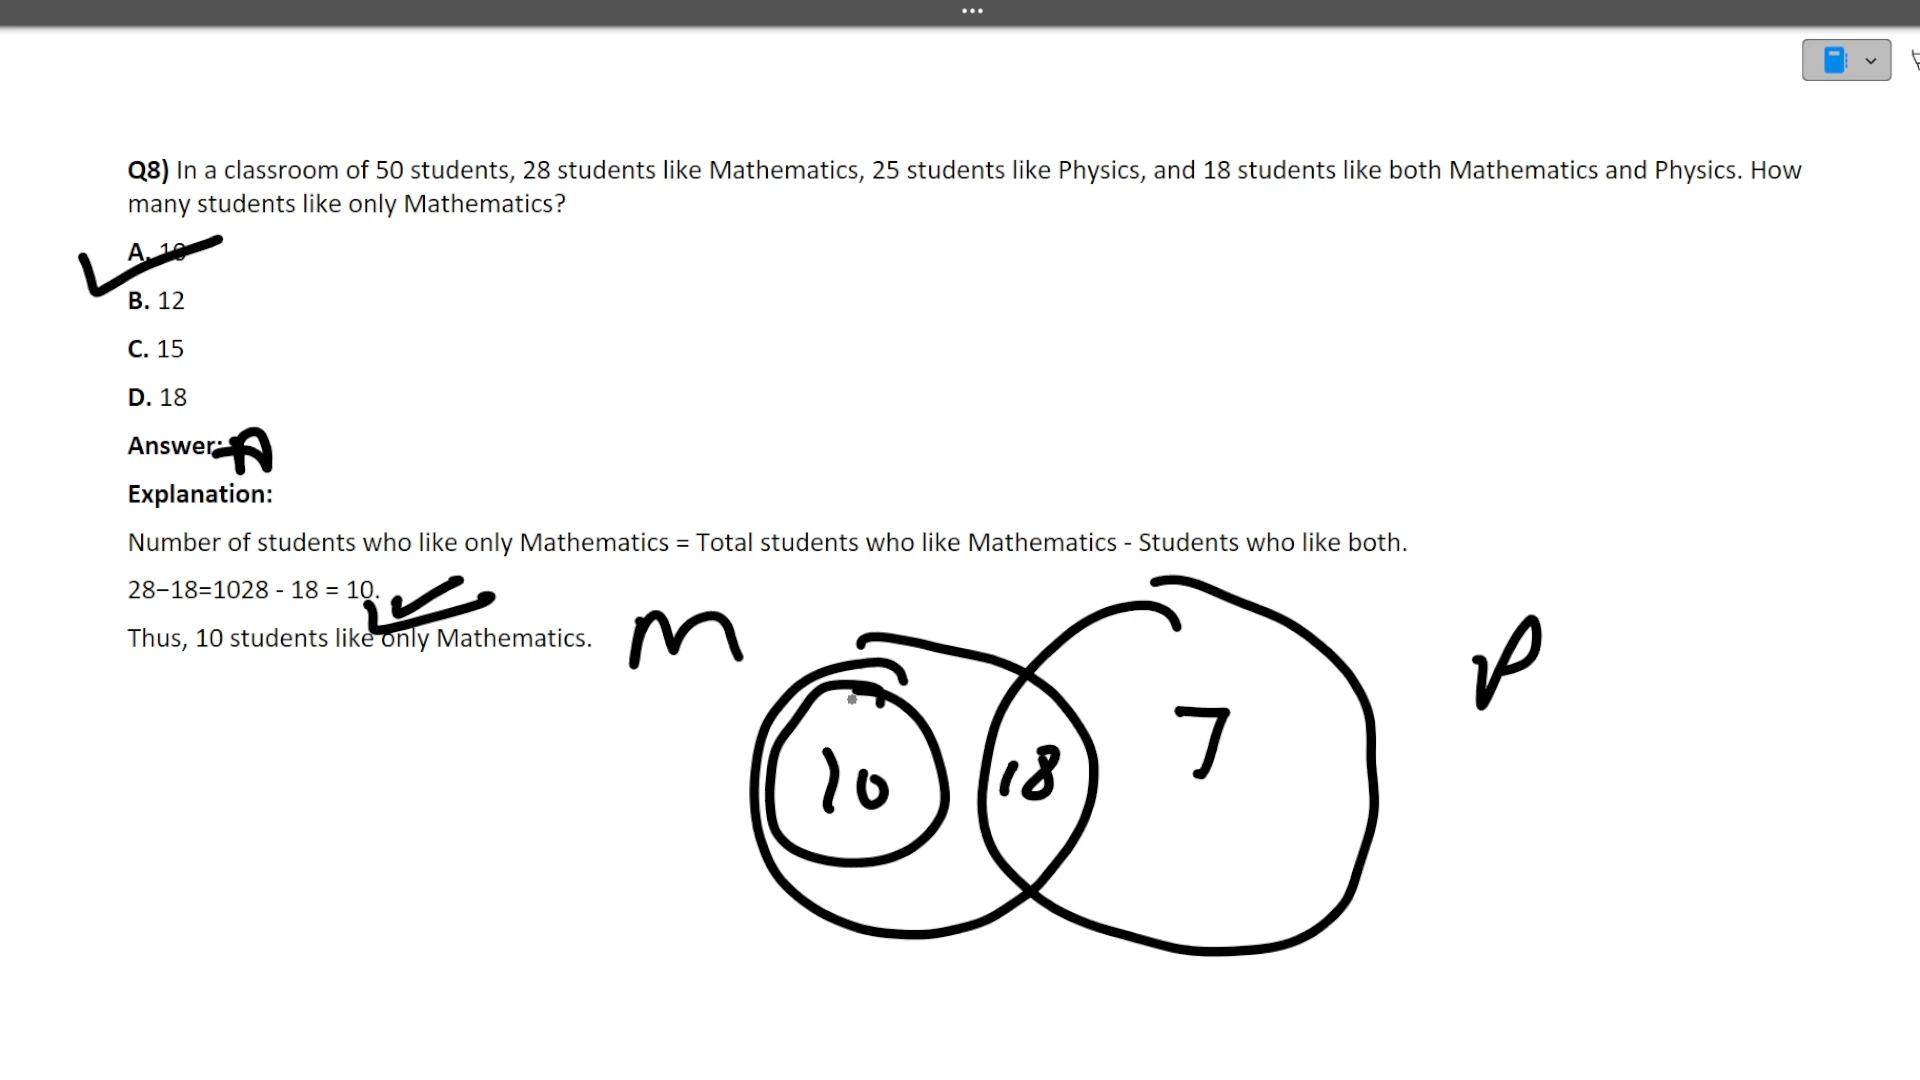 Q8) In a classroom of 50 students, 28 students like Mathematics, 25 students like Physics, and 18 students like both Mathematics and Physics. How
many students like only Mathematics?
A. 10
B. 12
C. 15
D. 18
Answer: A
Explanation:
Number of students who like only Mathematics = Total students who like Mathematics - Students who like both.
28−18=1028 - 18 = 10.
Thus, 10 students like only Mathematics.
M
P
10 18 7